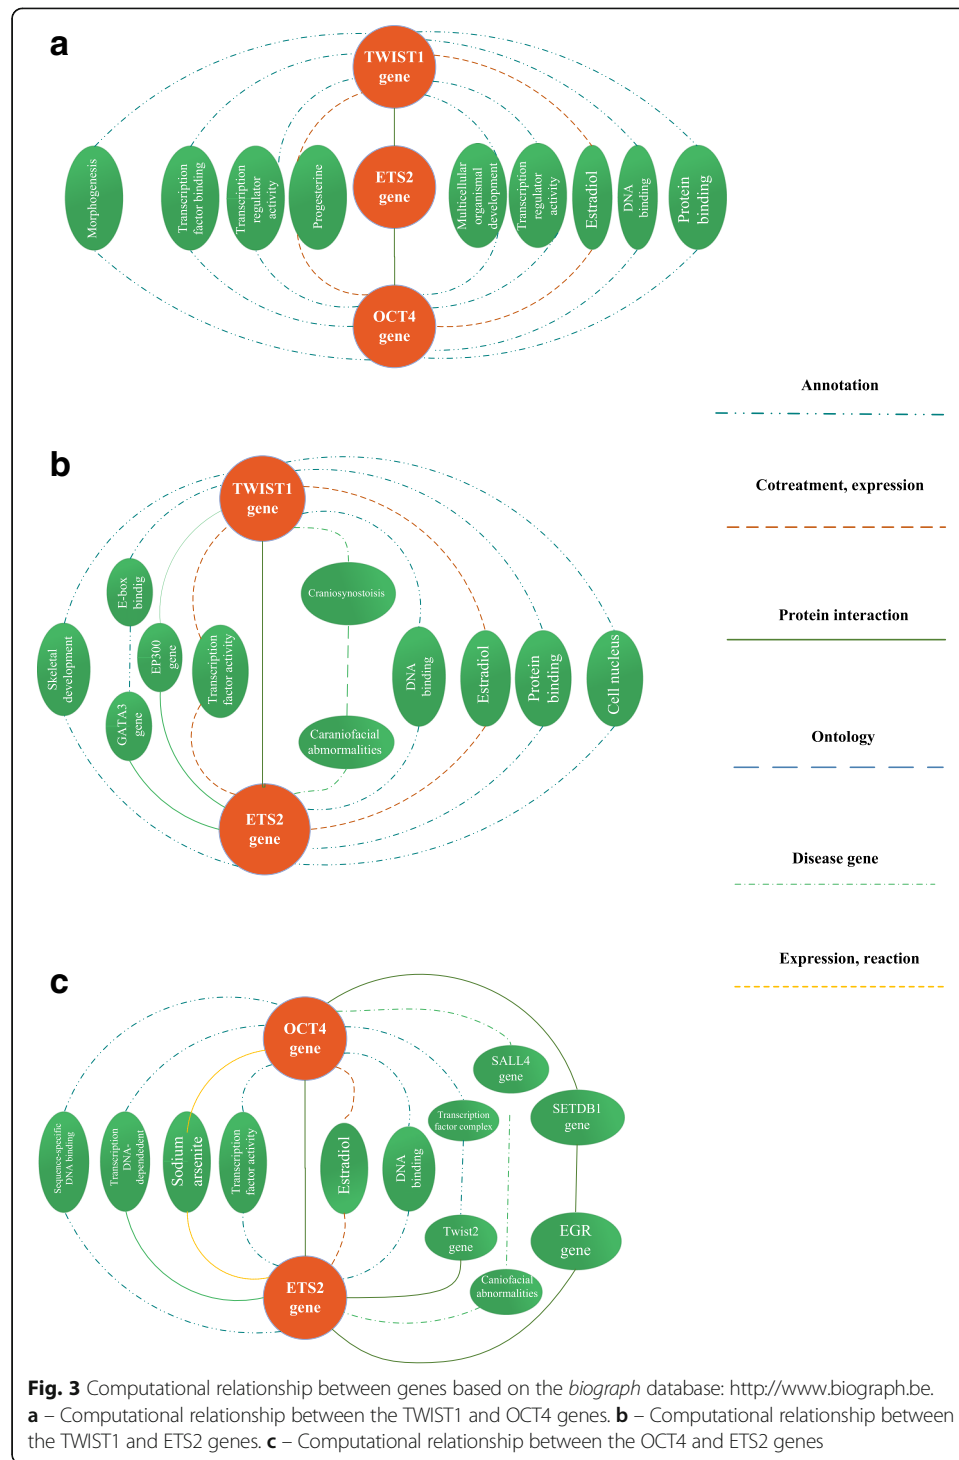 a
TWIST1
gene
Morphogenesis
Transcription
factor binding
Transcription
regulator
activity
Progesterine
ETS2
gene
Multicellular
organismal
development
Transcription
regulator
activity
Estradiol
DNA
binding
Protein
binding
OCT4
gene
Annotation
Cotreatment, expression
Protein interaction
Ontology
Disease gene
Expression, reaction
b
TWIST1
gene
E-box
bindig
Craniosynostoisis
Skeletal
development
EP300
gene
Transcription
factor activity
DNA
binding
Estradiol
Protein
binding
Cell nucleus
GATA3
gene
Caraniofacial
abmormalities
ETS2
gene
c
OCT4
gene
SALL4
gene
SETDB1
gene
Transcription
factor complex
Sequence-specific
DNA binding
Transcription
DNA-
dependedent
Sodium
arsenite
Transcription
factor activity
Estradiol
DNA
binding
Twist2
gene
EGR
gene
Caniofacial
abnormalities
ETS2
gene
Fig. 3 Computational relationship between genes based on the biograph database: http://www.biograph.be.
a – Computational relationship between the TWIST1 and OCT4 genes. b – Computational relationship between
the TWIST1 and ETS2 genes. c – Computational relationship between the OCT4 and ETS2 genes